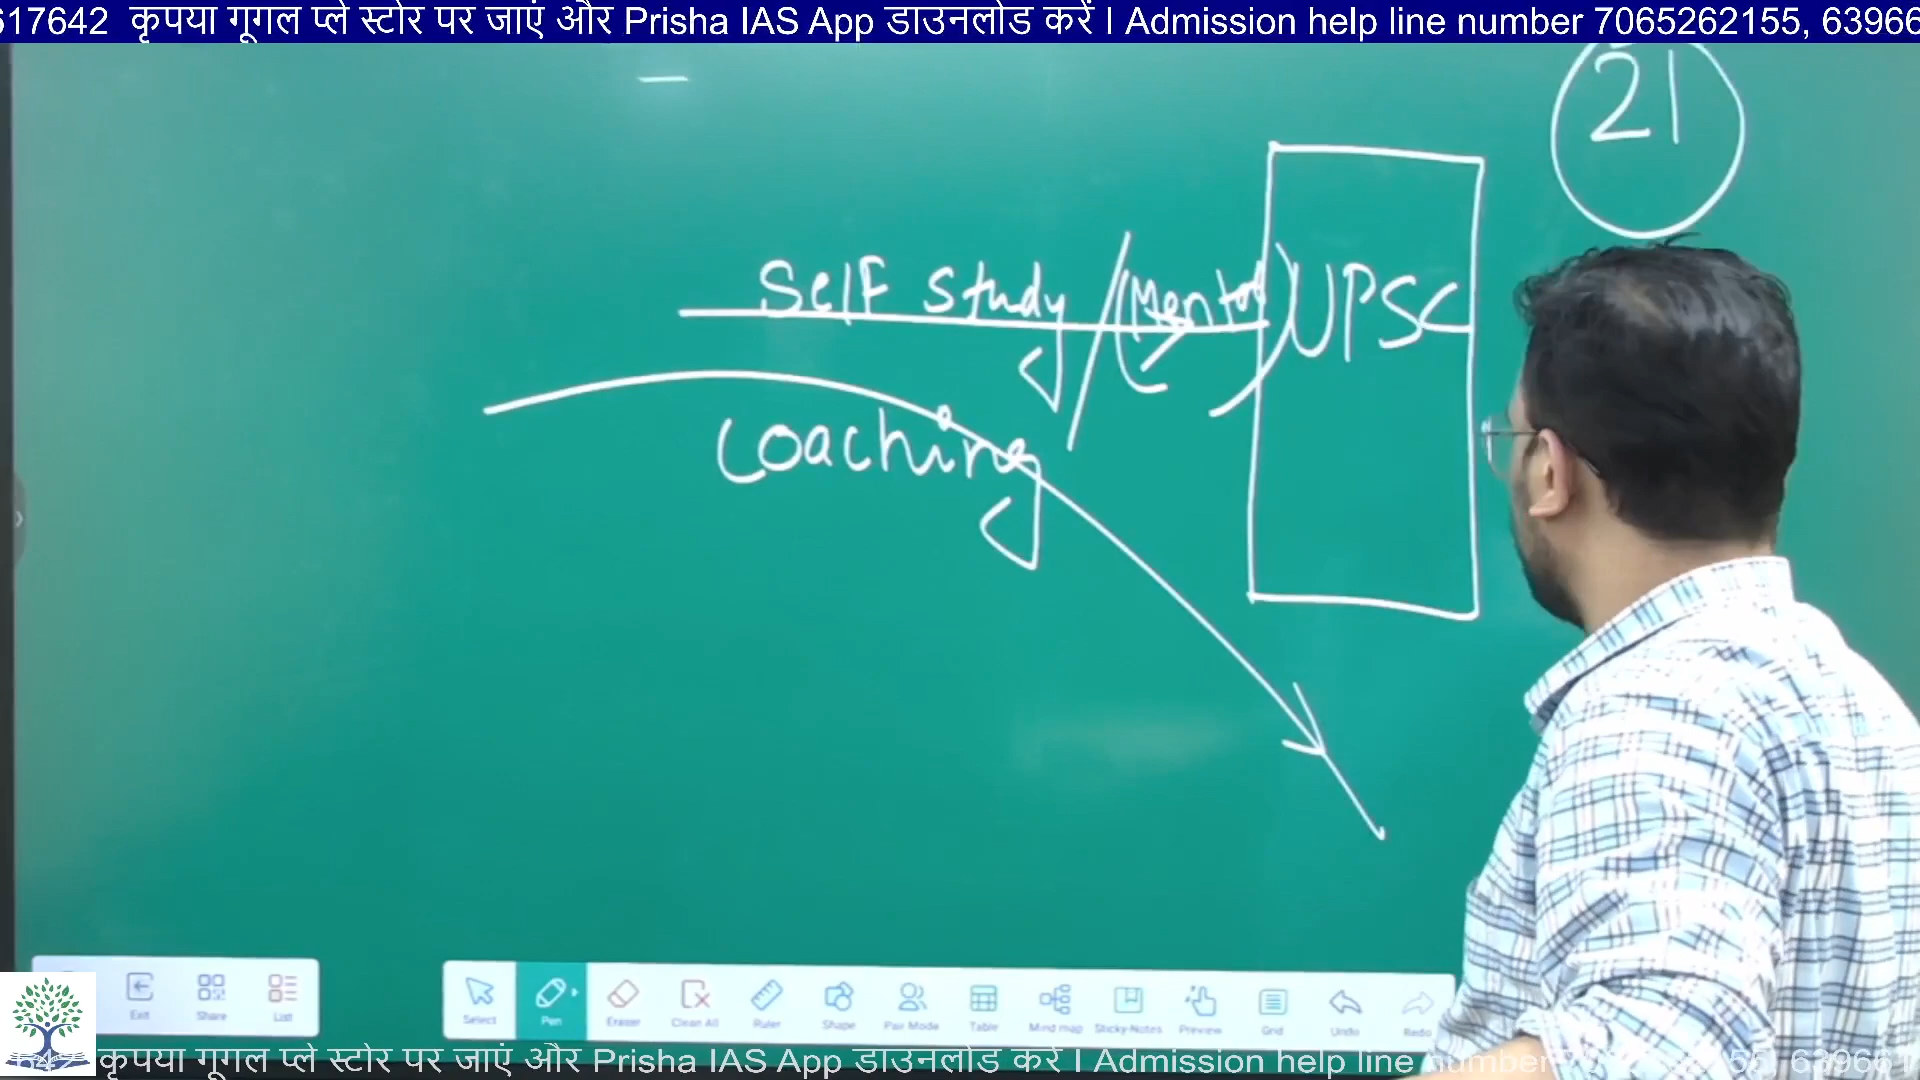 617642 कृपया गूगल प्ले स्टोर पर जाएं और Prisha IAS App डाउनलोड करें I Admission help line number 7065262155, 63966
21
Self Study / (Mentor) UPSC
Coaching
Exit Share List
Select Pen Eraser Clean All Ruler Shape Pair Mode Table Mind map Sticky-Notes Preview Grid Undo Redo
कृपया गूगल प्ले स्टोर पर जाएं और Prisha IAS App डाउनलोड करें I Admission help line number